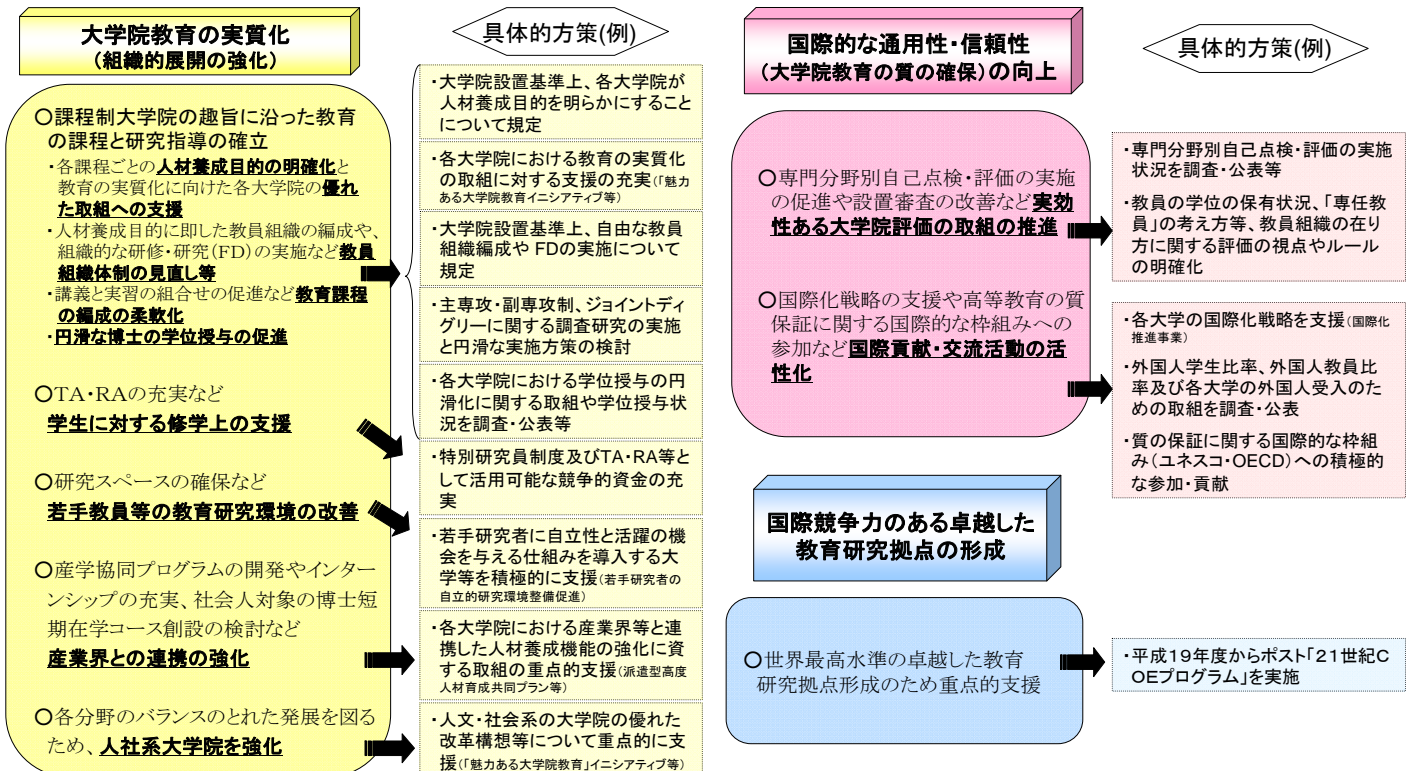 大学院教育の実質化
(組織的展開の強化)
具体的方策(例)
○課程制大学院の趣旨に沿った教育
の課程と研究指導の確立
・各課程ごとの人材養成目的の明確化と
教育の実質化に向けた各大学院の優れ
た取組への支援
・人材養成目的に即した教員組織の編成や、
組織的な研修・研究(FD)の実施など教員
組織体制の見直し等
・講義と実習の組合せの促進など教育課程
の編成の柔軟化
・円滑な博士の学位授与の促進
○TA・RAの充実など
学生に対する修学上の支援
○研究スペースの確保など
若手教員等の教育研究環境の改善
○産学協同プログラムの開発やインター
ンシップの充実、社会人対象の博士短
期在学コース創設の検討など
産業界との連携の強化
○各分野のバランスのとれた発展を図る
ため、人社系大学院を強化
・大学院設置基準上、各大学院が
人材養成目的を明らかにすること
について規定
・各大学院における教育の実質化
の取組に対する支援の充実(「魅力
ある大学院教育イニシアティブ等)
・大学院設置基準上、自由な教員
組織編成や FDの実施について
規定
・主専攻・副専攻制、ジョイントディ
グリーに関する調査研究の実施
と円滑な実施方策の検討
・各大学院における学位授与の円
滑化に関する取組や学位授与状
況を調査・公表等
・特別研究員制度及びTA・RA等と
して活用可能な競争的資金の充
実
・若手研究者に自立性と活躍の機
会を与える仕組みを導入する大
学等を積極的に支援(若手研究者の
自立的研究環境整備促進)
・各大学院における産業界等と連
携した人材養成機能の強化に資
する取組の重点的支援(派遣型高度
人材育成共同プラン等)
・人文・社会系の大学院の優れた
改革構想等について重点的に支
援(「魅力ある大学院教育」イニシアティブ等)
国際的な通用性・信頼性
(大学院教育の質の確保)の向上
具体的方策(例)
○専門分野別自己点検・評価の実施
の促進や設置審査の改善など実効
性ある大学院評価の取組の推進
○国際化戦略の支援や高等教育の質
保証に関する国際的な枠組みへの
参加など国際貢献・交流活動の活
性化
・専門分野別自己点検・評価の実施
状況を調査・公表等
・教員の学位の保有状況、「専任教
員」の考え方等、教員組織の在り
方に関する評価の視点やルール
の明確化
・各大学の国際化戦略を支援(国際化
推進事業)
・外国人学生比率、外国人教員比
率及び各大学の外国人受入のた
めの取組を調査・公表
・質の保証に関する国際的な枠組
み(ユネスコ・OECD)への積極的
な参加・貢献
国際競争力のある卓越した
教育研究拠点の形成
○世界最高水準の卓越した教育
研究拠点形成のため重点的支援
・平成19年度からポスト「21世紀C
OEプログラム」を実施